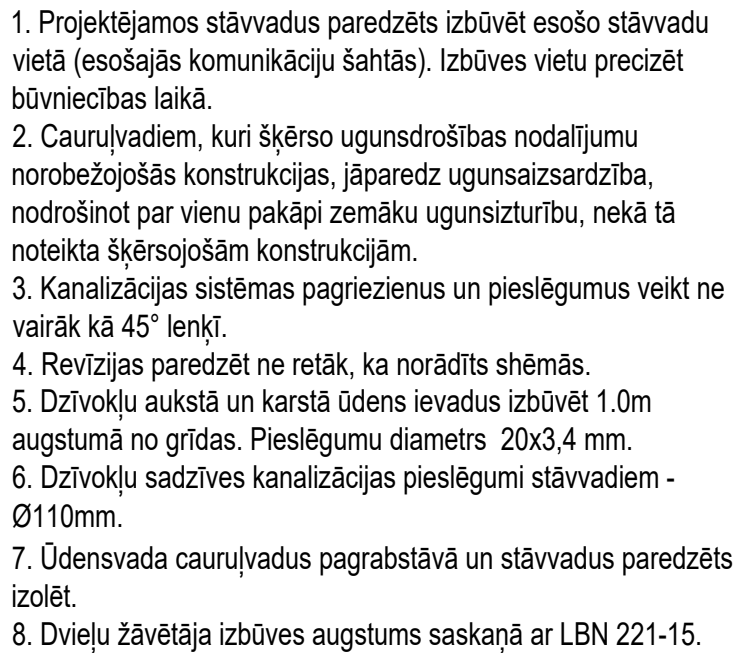 1. Projektējamos stāvvadus paredzēts izbūvēt esošo stāvvadu
vietā (esošajās komunikāciju šahtās). Izbūves vietu precizēt
būvniecības laikā.
2. Cauruļvadiem, kuri šķērso ugunsdrošības nodalījumu
norobežojošās konstrukcijas, jāparedz ugunsaizsardzība,
nodrošinot par vienu pakāpi zemāku ugunsizturību, nekā tā
noteikta šķērsojošām konstrukcijām.
3. Kanalizācijas sistēmas pagriezienus un pieslēgumus veikt ne
vairāk kā 45° leņķī.
4. Revīzijas paredzēt ne retāk, ka norādīts shēmās.
5. Dzīvokļu aukstā un karstā ūdens ievadus izbūvēt 1.0m
augstumā no grīdas. Pieslēgumu diametrs  20x3,4 mm.
6. Dzīvokļu sadzīves kanalizācijas pieslēgumi stāvvadiem -
Ø110mm.
7. Ūdensvada cauruļvadus pagrabstāvā un stāvvadus paredzēts
izolēt.
8. Dvieļu žāvētāja izbūves augstums saskaņā ar LBN 221-15.